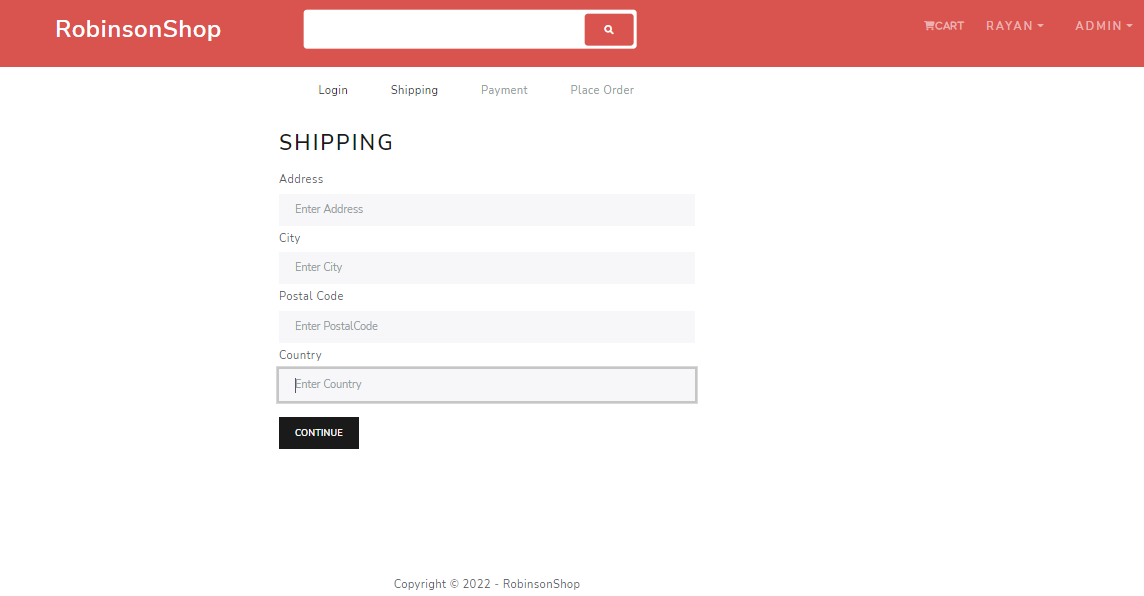 RobinsonShop
CART RAYAN ADMIN
Login Shipping Payment Place Order
SHIPPING
Address
Enter Address
City
Enter City
Postal Code
Enter PostalCode
Country
Enter Country
CONTINUE
Copyright © 2022 - RobinsonShop